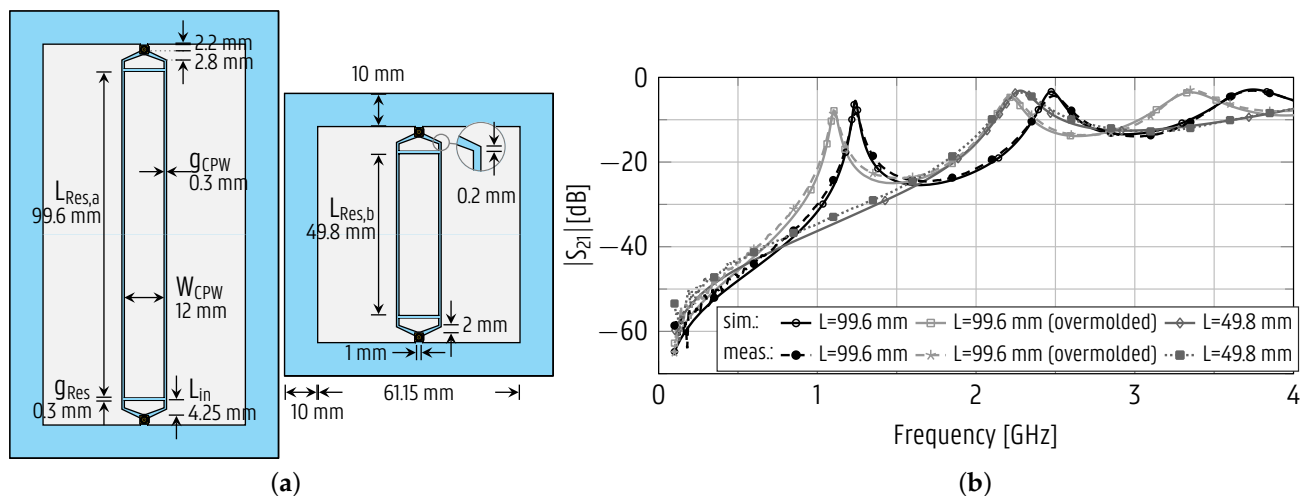 2.2 mm
2.8 mm
10 mm
g_CPW
0.3 mm
L_Res,a
99.6 mm
0.2 mm
L_Res,b
49.8 mm
W_CPW
12 mm
2 mm
1 mm
g_Res
0.3 mm
L_in
4.25 mm
10 mm
61.15 mm
(a)
|S_21| [dB]
0
−20
−40
−60
sim.: L=99.6 mm L=99.6 mm (overmolded) L=49.8 mm
meas.: L=99.6 mm L=99.6 mm (overmolded) L=49.8 mm
0 1 2 3 4
Frequency [GHz]
(b)